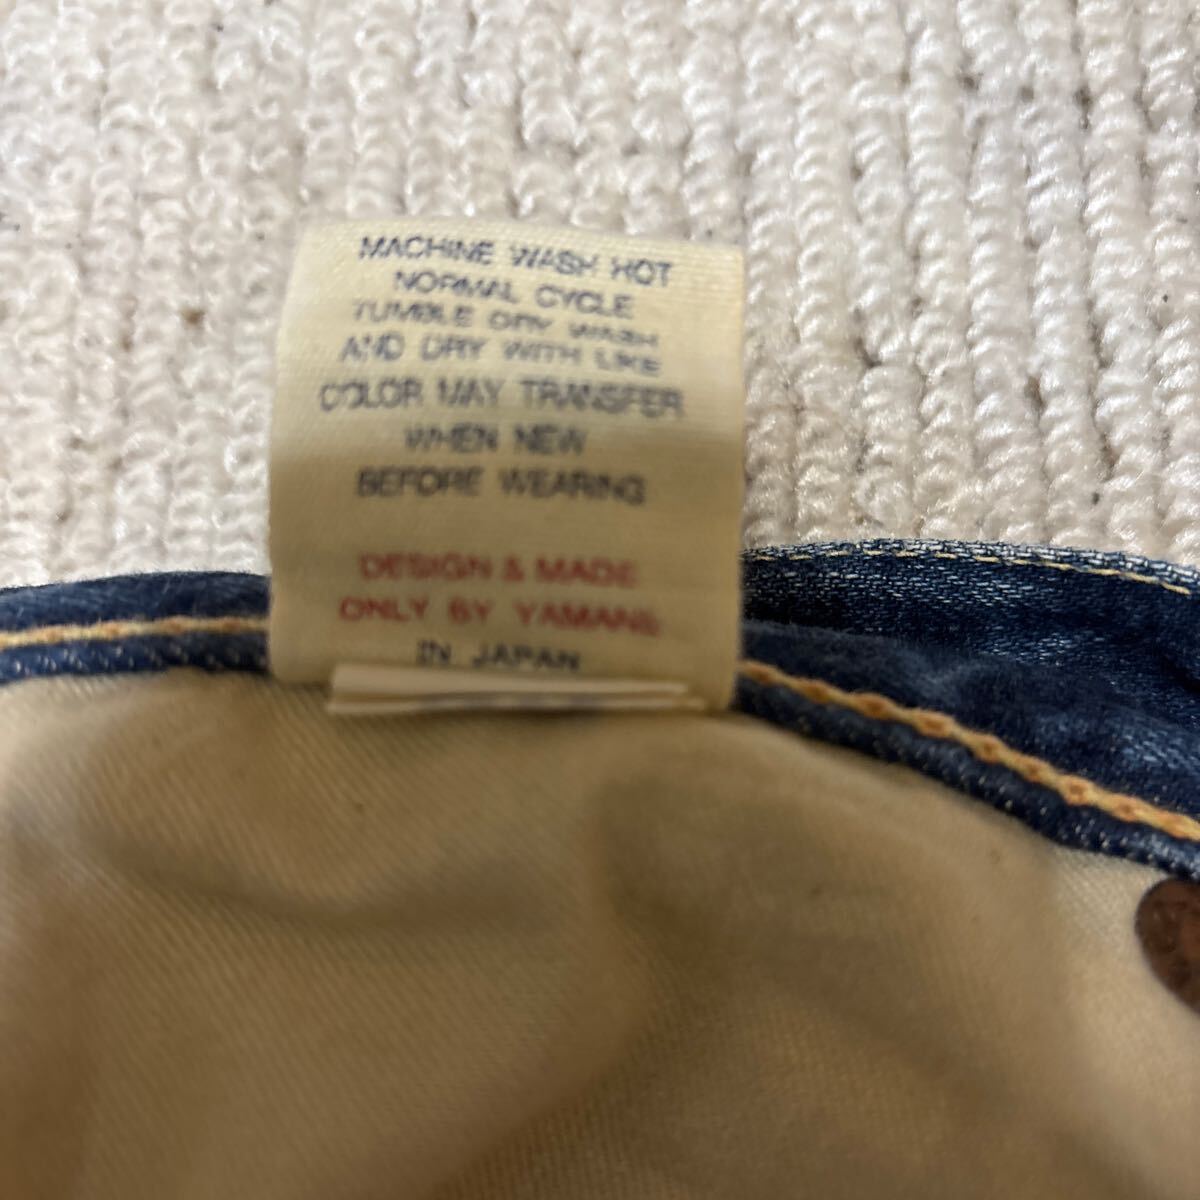 MACHINE WASH HOT
NORMAL CYCLE
TUMBLE DRY WASH
AND DRY WITH LIKE
COLOR MAY TRANSFER
WHEN NEW
BEFORE WEARING
DESIGN & MADE
ONLY BY YAMANE
IN JAPAN